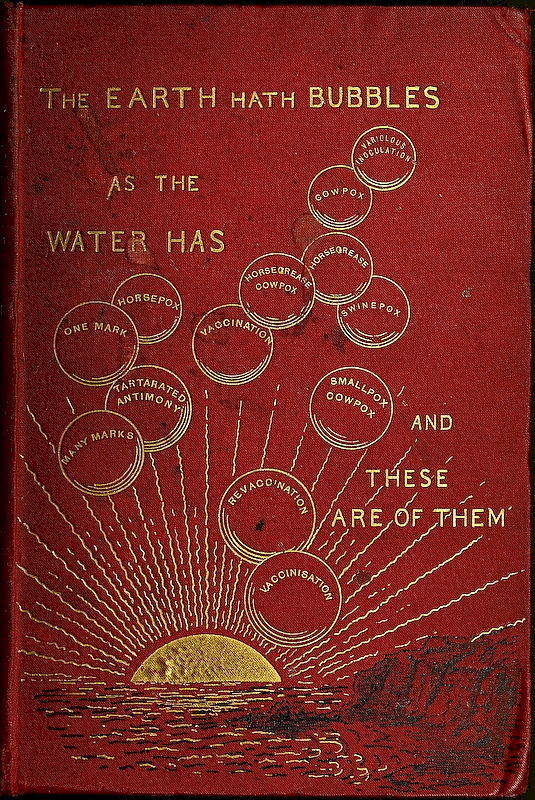 THE EARTH HATH BUBBLES
VARIOLOUS
INOCULATION
AS THE
COWPOX
WATER HAS
HORSEGREASE
HORSEGREASE
COWPOX
HORSEPOX
SWINEPOX
ONE MARK
VACCINATION
TARTARATED
ANTIMONY
SMALLPOX
COWPOX
AND
MANY MARKS
THESE
REVACCINATION
ARE OF THEM
VACCINISATION